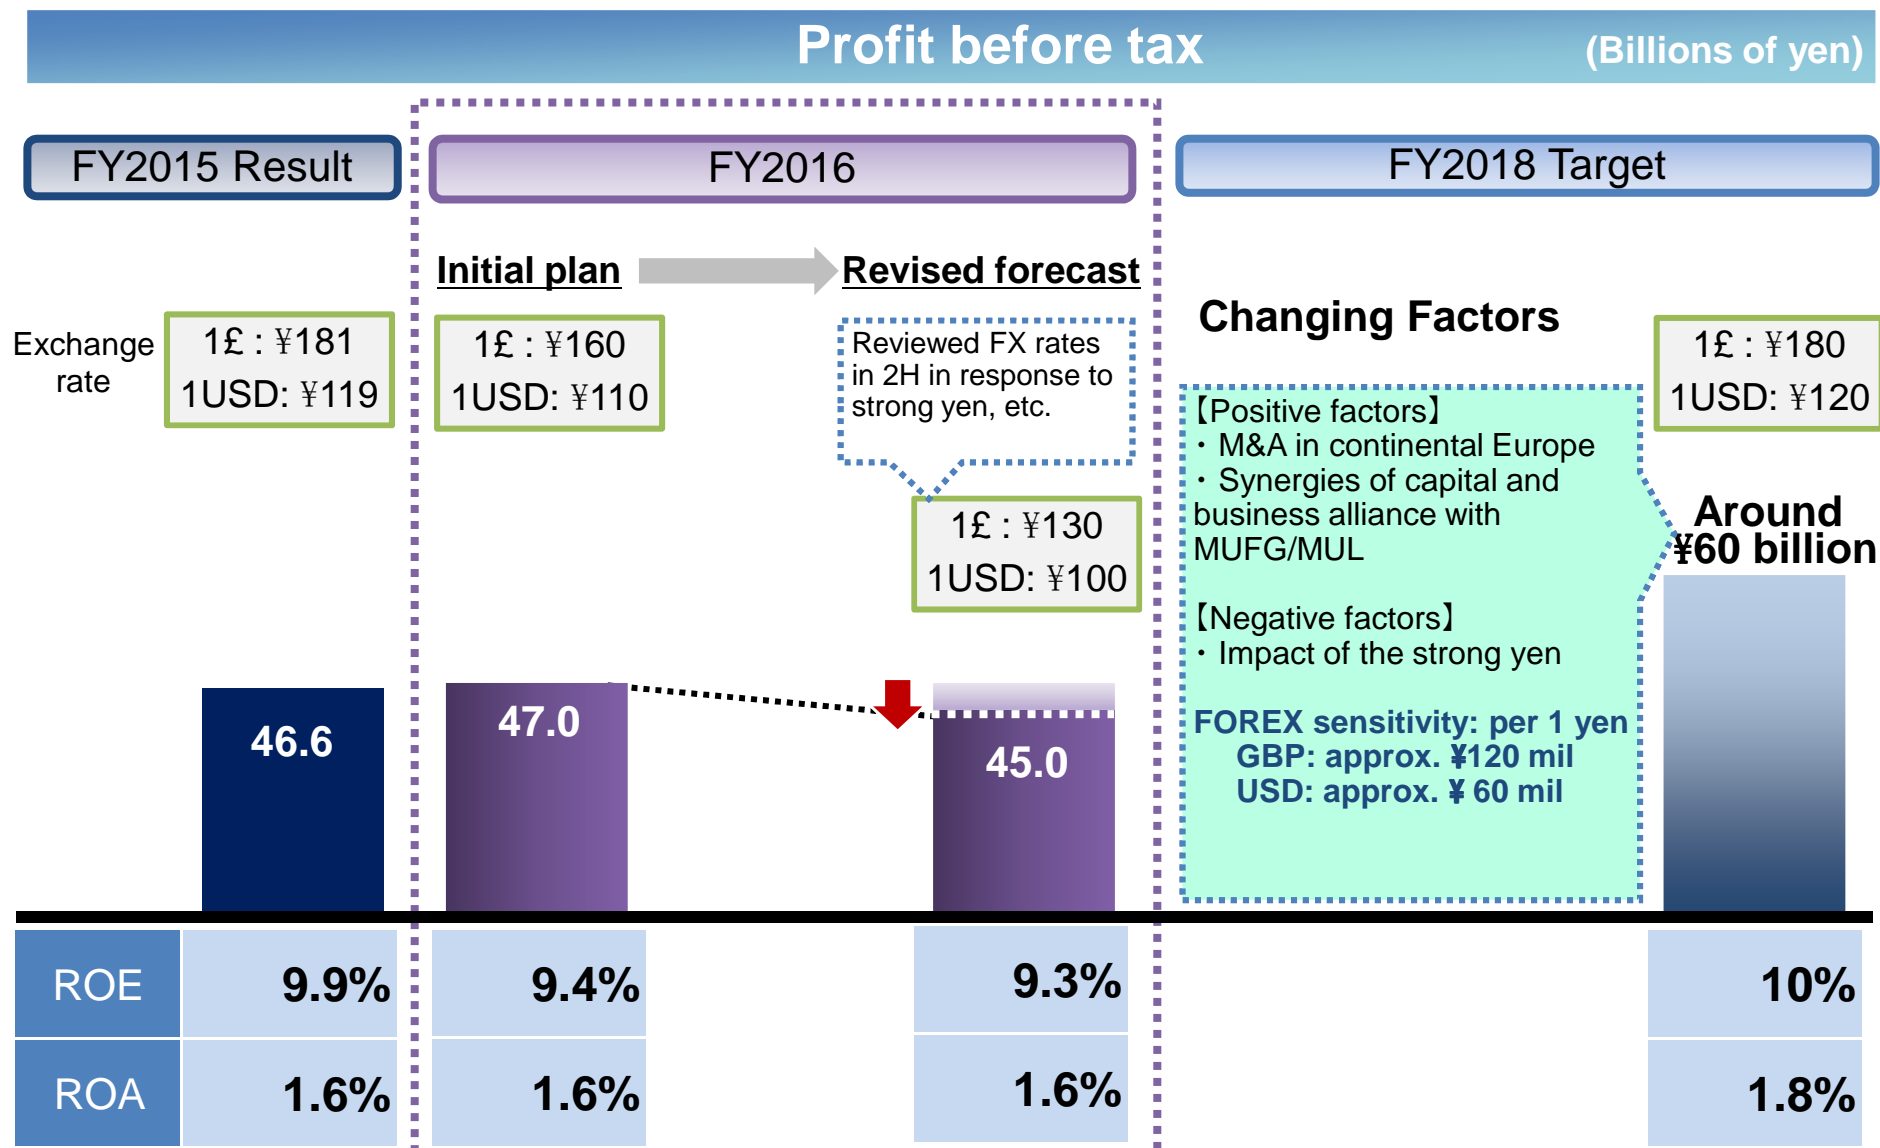 Profit before tax
(Billions of yen)
FY2015 Result
FY2016
FY2018 Target
Initial plan
Revised forecast
Exchange
rate
1£ : ¥181
1USD: ¥119
1£ : ¥160
1USD: ¥110
Reviewed FX rates
in 2H in response to
strong yen, etc.
1£ : ¥130
1USD: ¥100
Changing Factors
【Positive factors】
・M&A in continental Europe
・Synergies of capital and
business alliance with
MUFG/MUL
【Negative factors】
・Impact of the strong yen
FOREX sensitivity: per 1 yen
GBP: approx. ¥120 mil
USD: approx. ¥ 60 mil
1£ : ¥180
1USD: ¥120
Around
¥60 billion
46.6
47.0
45.0
ROE
9.9%
9.4%
9.3%
10%
ROA
1.6%
1.6%
1.6%
1.8%